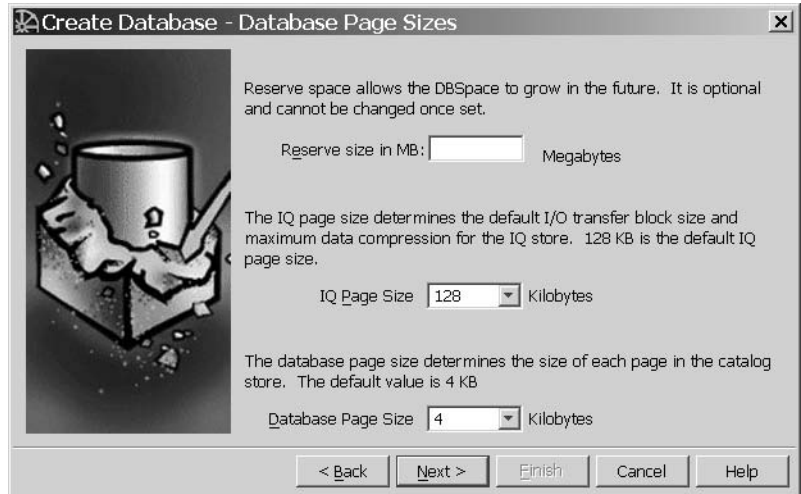 Create Database - Database Page Sizes
Reserve space allows the DBSpace to grow in the future. It is optional
and cannot be changed once set.
Reserve size in MB: Megabytes
The IQ page size determines the default I/O transfer block size and
maximum data compression for the IQ store. 128 KB is the default IQ
page size.
IQ Page Size 128 Kilobytes
The database page size determines the size of each page in the catalog
store. The default value is 4 KB
Database Page Size 4 Kilobytes
< Back Next > Finish Cancel Help